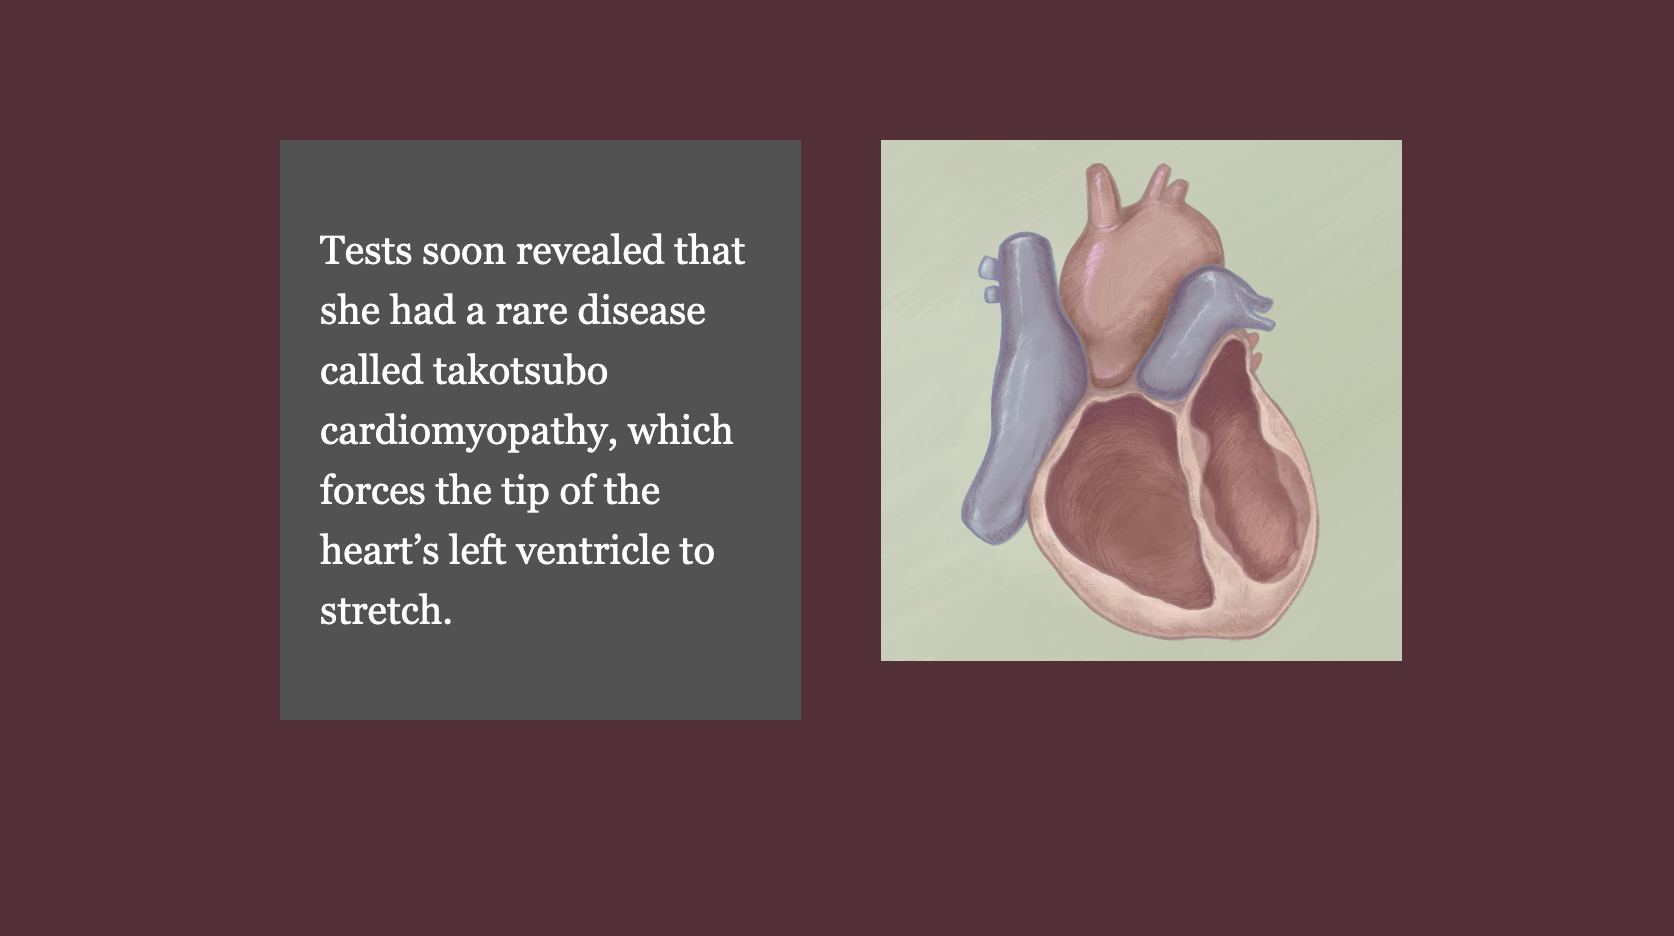 Tests soon revealed that
she had a rare disease
called takotsubo
cardiomyopathy, which
forces the tip of the
heart’s left ventricle to
stretch.